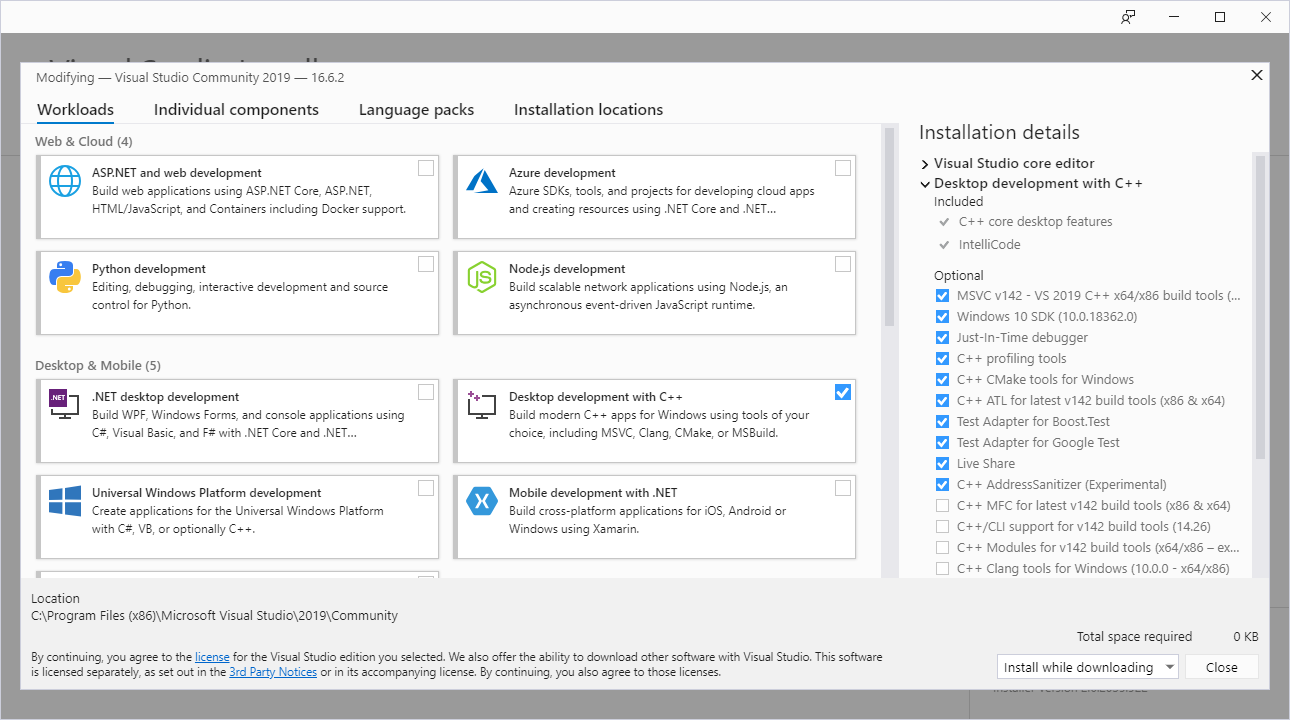 Modifying — Visual Studio Community 2019 — 16.6.2
Workloads
Individual components
Language packs
Installation locations
Web & Cloud (4)
ASP.NET and web development
Build web applications using ASP.NET Core, ASP.NET,
HTML/JavaScript, and Containers including Docker support.
Azure development
Azure SDKs, tools, and projects for developing cloud apps
and creating resources using .NET Core and .NET...
Python development
Editing, debugging, interactive development and source
control for Python.
JS
Node.js development
Build scalable network applications using Node.js, an
asynchronous event-driven JavaScript runtime.
Desktop & Mobile (5)
.NET
.NET desktop development
Build WPF, Windows Forms, and console applications using
C#, Visual Basic, and F# with .NET Core and .NET...
Desktop development with C++
Build modern C++ apps for Windows using tools of your
choice, including MSVC, Clang, CMake, or MSBuild.
Universal Windows Platform development
Create applications for the Universal Windows Platform
with C#, VB, or optionally C++.
Mobile development with .NET
Build cross-platform applications for iOS, Android or
Windows using Xamarin.
Installation details
Visual Studio core editor
Desktop development with C++
Included
C++ core desktop features
IntelliCode
Optional
MSVC v142 - VS 2019 C++ x64/x86 build tools (...
Windows 10 SDK (10.0.18362.0)
Just-In-Time debugger
C++ profiling tools
C++ CMake tools for Windows
C++ ATL for latest v142 build tools (x86 & x64)
Test Adapter for Boost.Test
Test Adapter for Google Test
Live Share
C++ AddressSanitizer (Experimental)
C++ MFC for latest v142 build tools (x86 & x64)
C++/CLI support for v142 build tools (14.26)
C++ Modules for v142 build tools (x64/x86 – ex...
C++ Clang tools for Windows (10.0.0 - x64/x86)
Location
C:\Program Files (x86)\Microsoft Visual Studio\2019\Community
Total space required 0 KB
By continuing, you agree to the license for the Visual Studio edition you selected. We also offer the ability to download other software with Visual Studio. This software
is licensed separately, as set out in the 3rd Party Notices or in its accompanying license. By continuing, you also agree to those licenses.
Install while downloading
Close